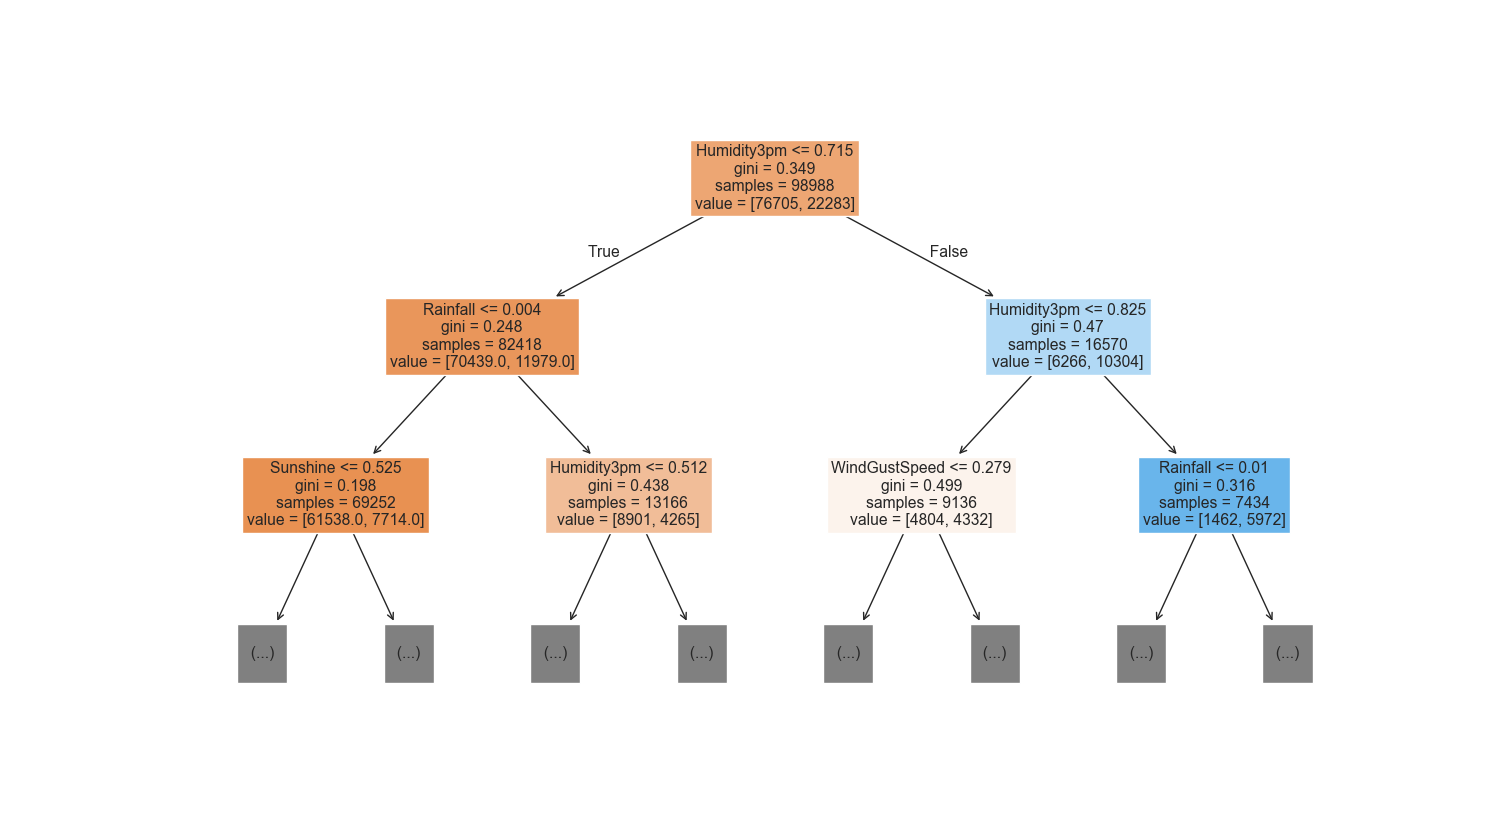 Humidity3pm <= 0.715
gini = 0.349
samples = 98988
value = [76705, 22283]
True
False
Rainfall <= 0.004
gini = 0.248
samples = 82418
value = [70439.0, 11979.0]
Humidity3pm <= 0.825
gini = 0.47
samples = 16570
value = [6266, 10304]
Sunshine <= 0.525
gini = 0.198
samples = 69252
value = [61538.0, 7714.0]
Humidity3pm <= 0.512
gini = 0.438
samples = 13166
value = [8901, 4265]
WindGustSpeed <= 0.279
gini = 0.499
samples = 9136
value = [4804, 4332]
Rainfall <= 0.01
gini = 0.316
samples = 7434
value = [1462, 5972]
(...)
(...)
(...)
(...)
(...)
(...)
(...)
(...)